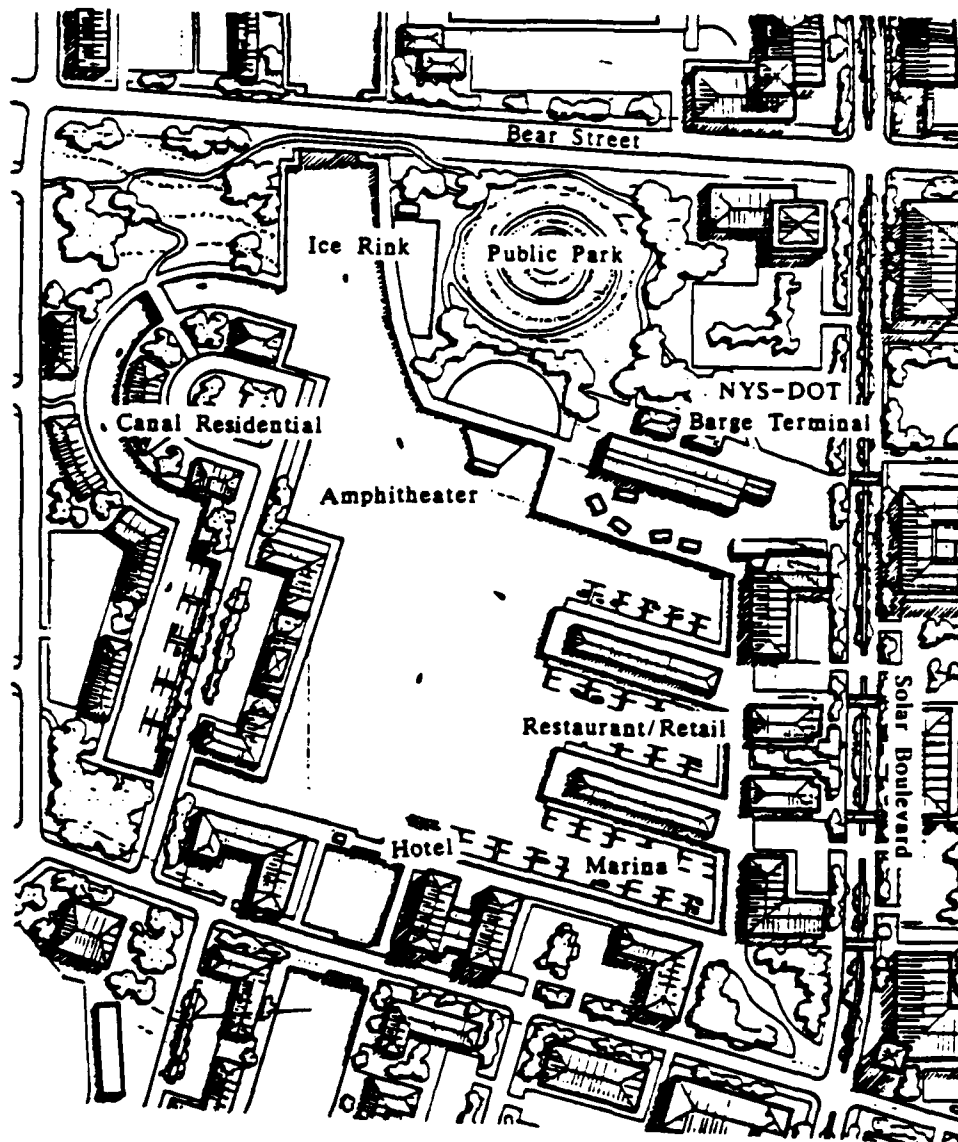 Bear Street
Ice Rink
Public Park
NYS-DOT
Barge Terminal
Canal Residential
Amphitheater
Solar Boulevard
Restaurant/Retail
Hotel
Marina